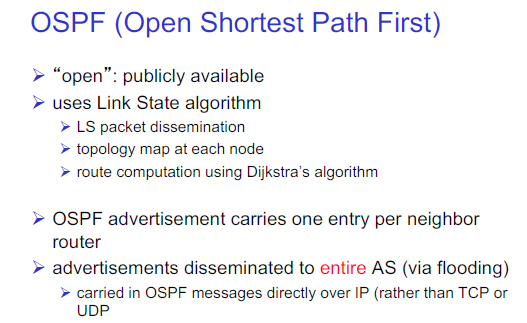 OSPF (Open Shortest Path First)
“open”: publicly available
uses Link State algorithm
LS packet dissemination
topology map at each node
route computation using Dijkstra’s algorithm
OSPF advertisement carries one entry per neighbor
router
advertisements disseminated to entire AS (via flooding)
carried in OSPF messages directly over IP (rather than TCP or
UDP